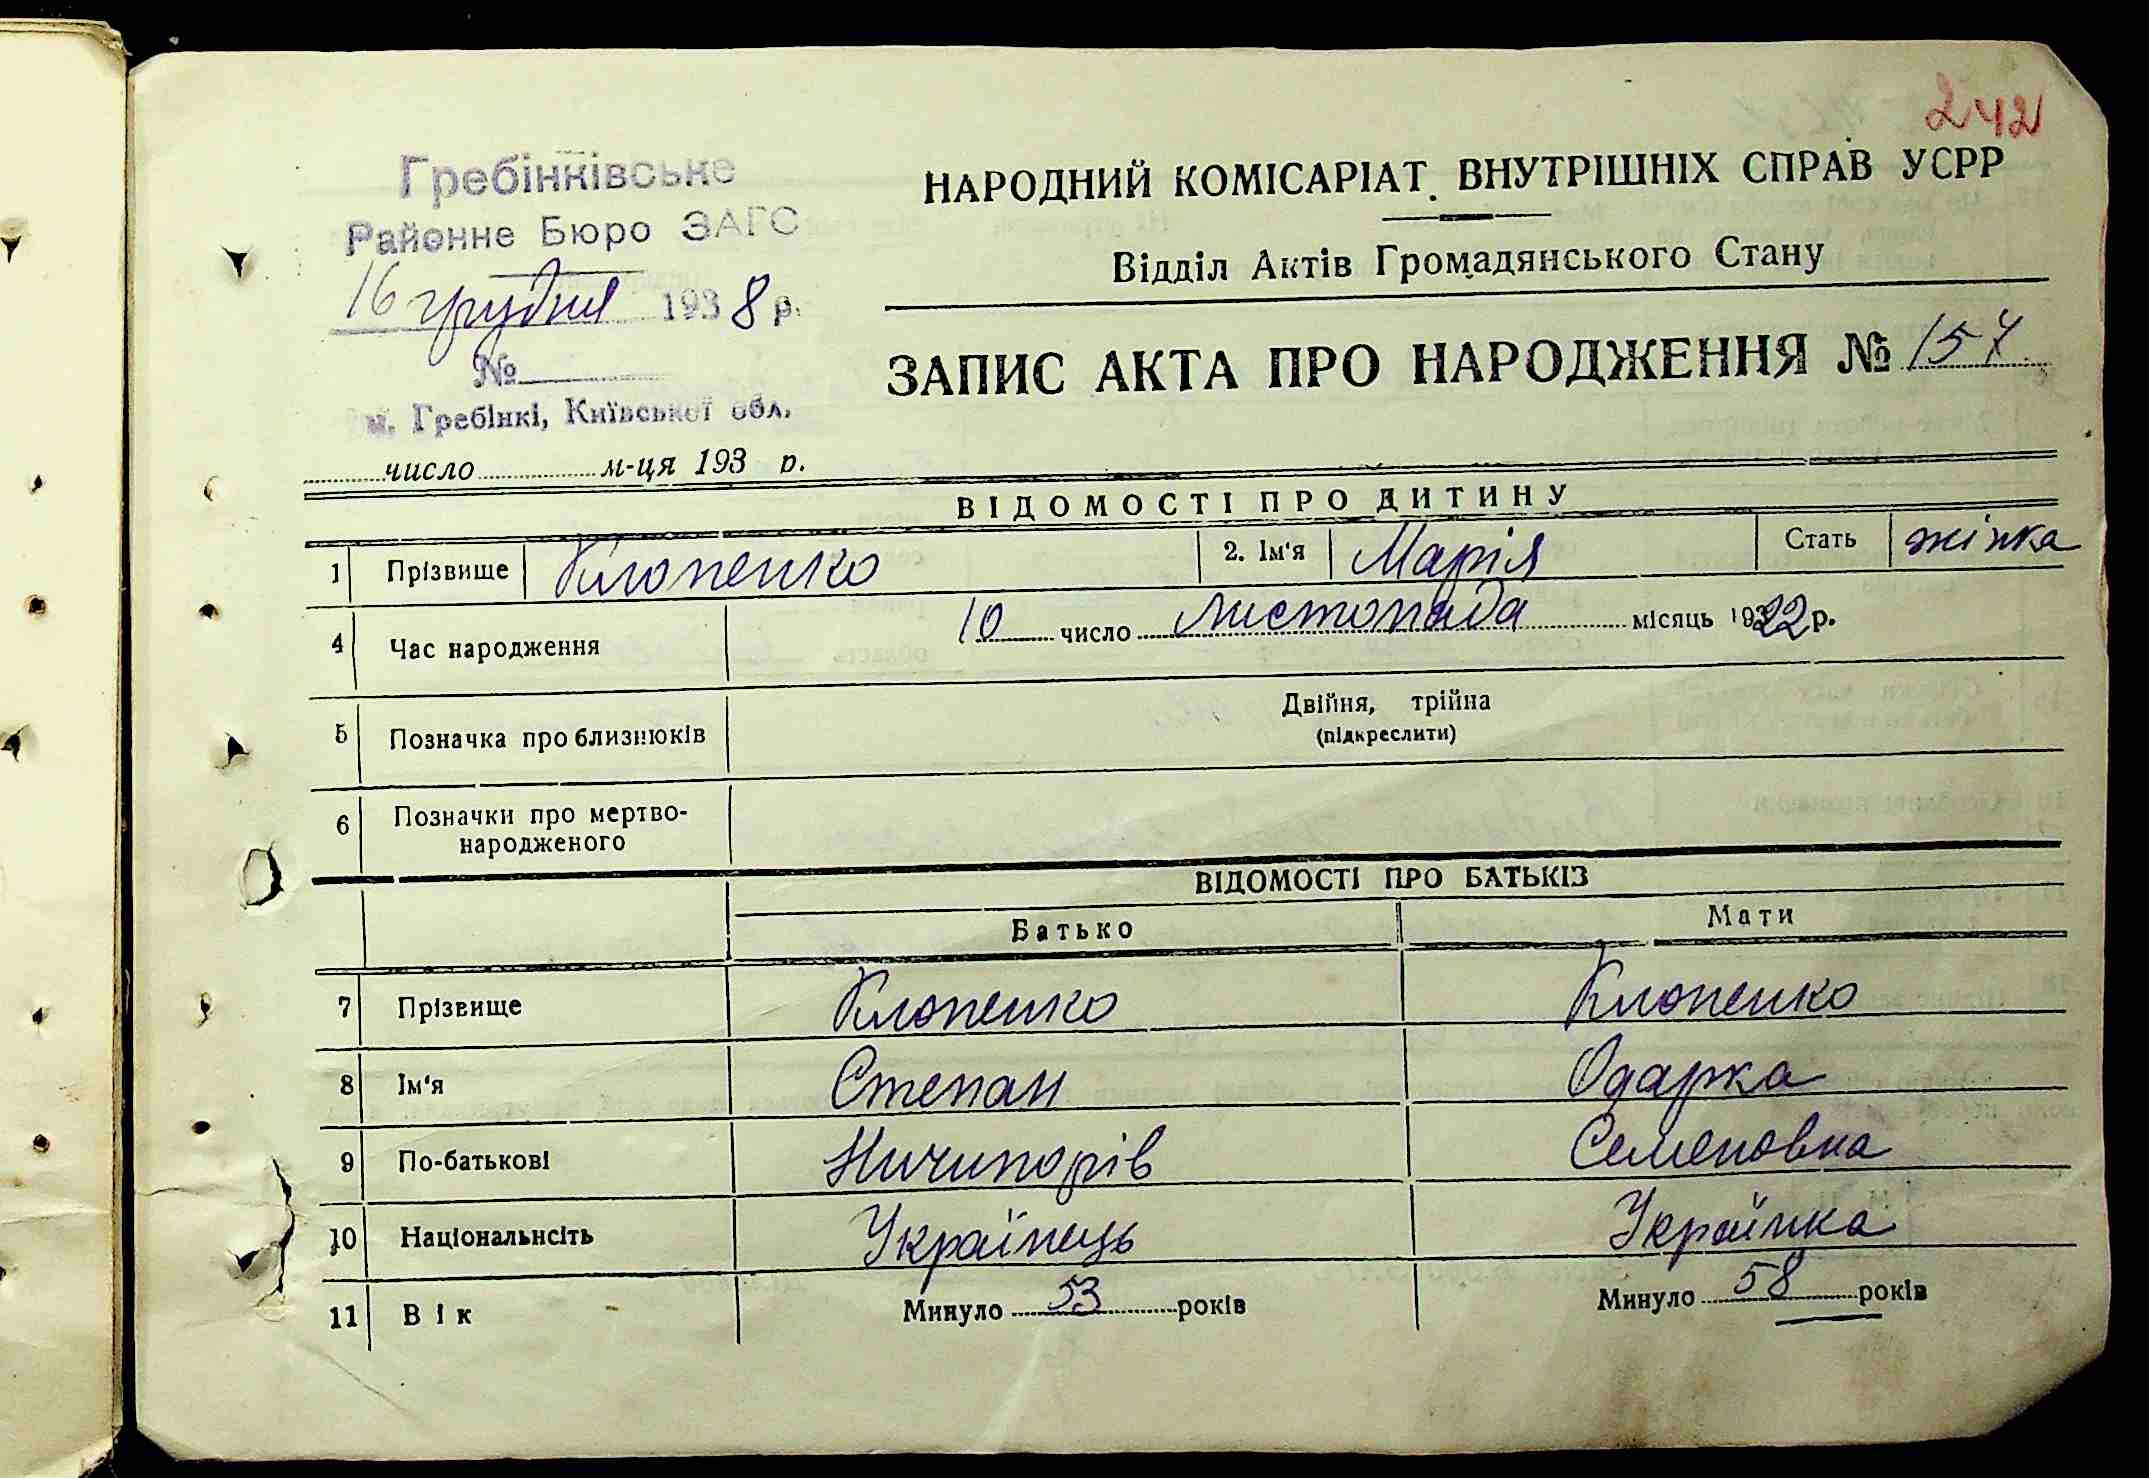 242
Гребінківське
Районне Бюро ЗАГС
16 грудня 1938 р.
№
м. Гребінкі, Київської обл.
число м-ця 193 р.
НАРОДНИЙ КОМІСАРІАТ ВНУТРІШНІХ СПРАВ УСРР
Відділ Актів Громадянського Стану
ЗАПИС АКТА ПРО НАРОДЖЕННЯ № 157
ВІДОМОСТІ ПРО ДИТИНУ
1 Прізвище Клопенко 2. Ім'я Марія Стать жінка
4 Час народження 10 число Листопада місяць 1922 р.
5 Позначка про близнюків Двійня, трійна
(підкреслити)
6 Позначки про мертво-
народженого
ВІДОМОСТІ ПРО БАТЬКІЗ
Батько Мати
7 Прізвище Клопенко Клопенко
8 Ім'я Степан Одарка
9 По-батькові Ничипорів Семеновна
10 Національнсіть Українець Українка
11 Вік Минуло 53 років Минуло 58 років